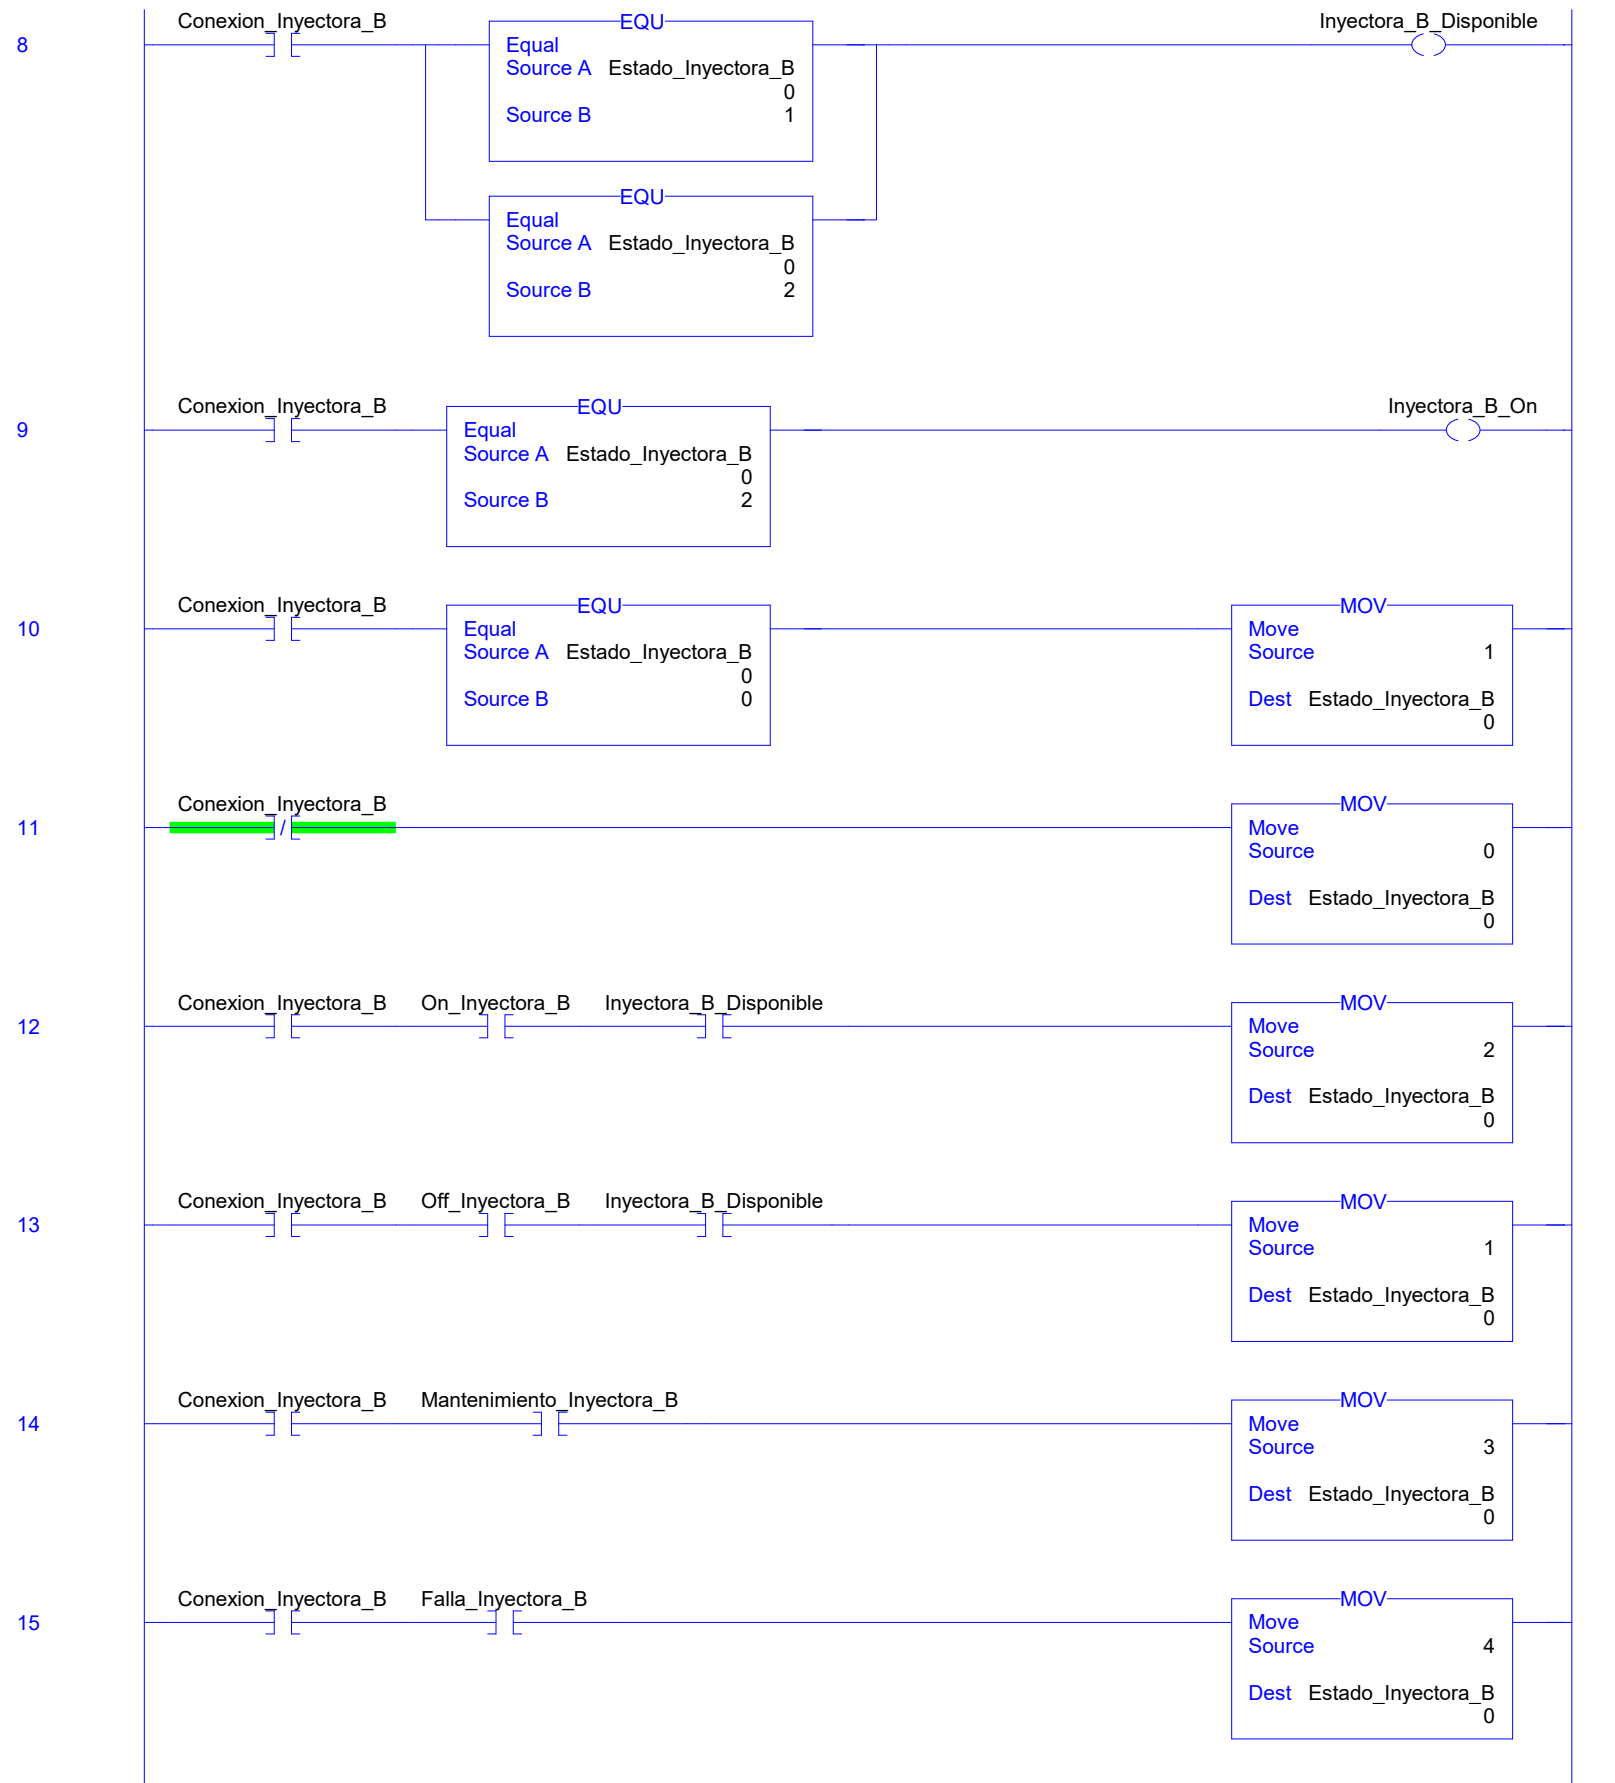 8
Conexion_Inyectora_B
EQU
Equal
Source A Estado_Inyectora_B
0
Source B 1
Inyectora_B_Disponible
EQU
Equal
Source A Estado_Inyectora_B
0
Source B 2
9
Conexion_Inyectora_B
EQU
Equal
Source A Estado_Inyectora_B
0
Source B 2
Inyectora_B_On
10
Conexion_Inyectora_B
EQU
Equal
Source A Estado_Inyectora_B
0
Source B 0
MOV
Move
Source 1
Dest Estado_Inyectora_B
0
11
Conexion_Inyectora_B
/
MOV
Move
Source 0
Dest Estado_Inyectora_B
0
12
Conexion_Inyectora_B On_Inyectora_B Inyectora_B_Disponible
MOV
Move
Source 2
Dest Estado_Inyectora_B
0
13
Conexion_Inyectora_B Off_Inyectora_B Inyectora_B_Disponible
MOV
Move
Source 1
Dest Estado_Inyectora_B
0
14
Conexion_Inyectora_B Mantenimiento_Inyectora_B
MOV
Move
Source 3
Dest Estado_Inyectora_B
0
15
Conexion_Inyectora_B Falla_Inyectora_B
MOV
Move
Source 4
Dest Estado_Inyectora_B
0